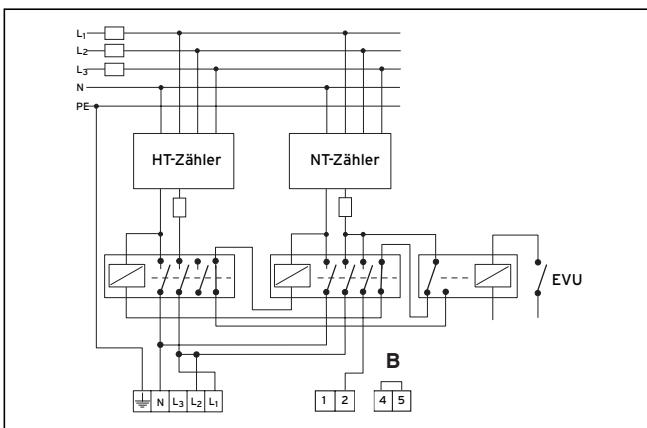 L1
L2
L3
N
PE
HT-Zähler
NT-Zähler
EVU
B
N L3 L2 L1
1 2
4 5